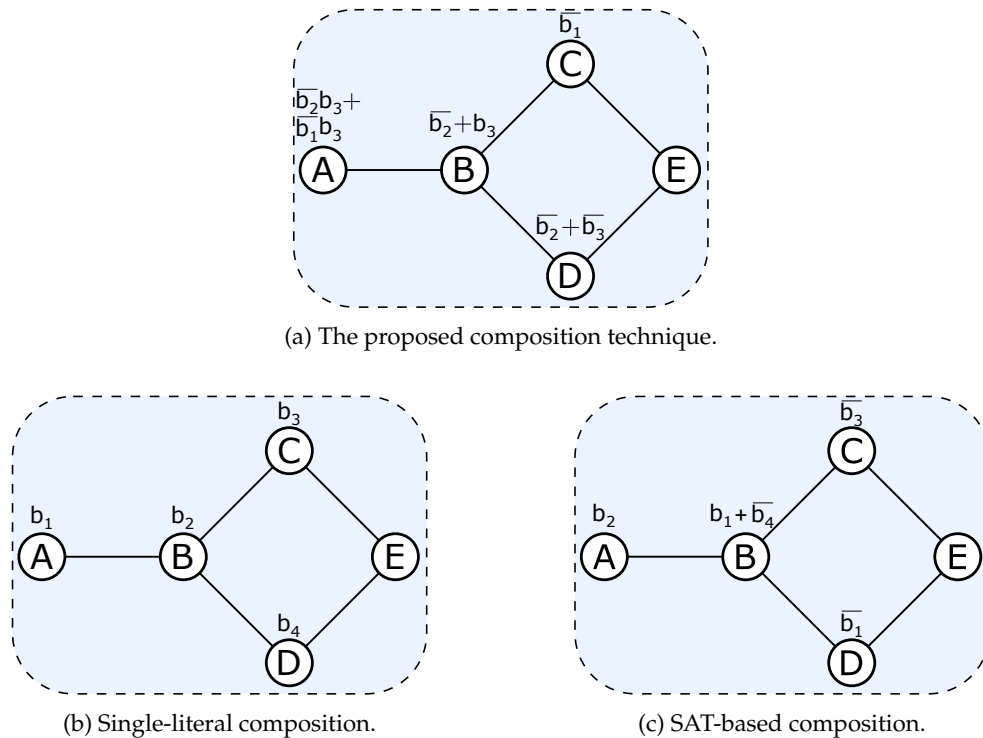 b̅₁
C
b̅₂b₃+
b̅₁b₃
b̅₂+b₃
A
B
E
b̅₂+b̅₃
D
(a) The proposed composition technique.
b₃
C
b₁
b₂
A
B
E
b₄
D
(b) Single-literal composition.
b̅₃
C
b₂
b₁+b̅₄
A
B
E
b̅₁
D
(c) SAT-based composition.